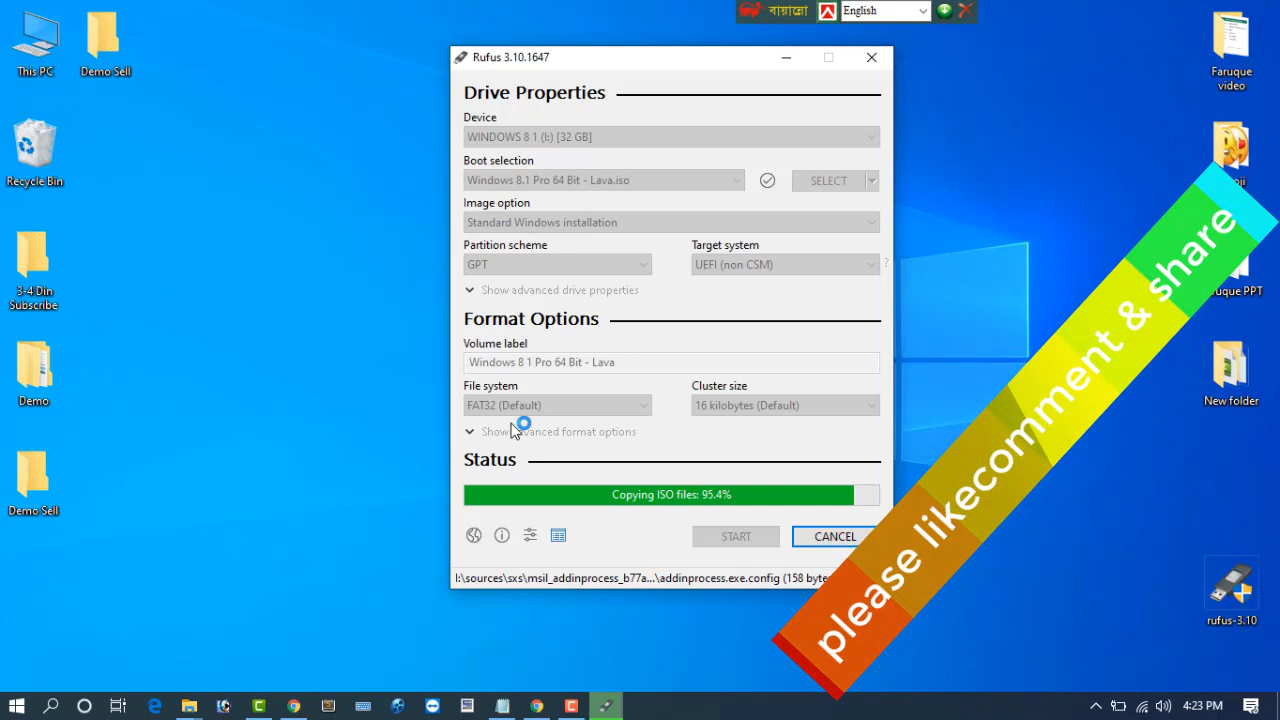 বায়ান্নো
English
This PC
Demo Sell
Recycle Bin
3-4 Din
Subscribe
Demo
Demo Sell
Rufus 3.10.1647
Drive Properties
Device
WINDOWS 8 1 (I:) [32 GB]
Boot selection
Windows 8.1 Pro 64 Bit - Lava.iso
SELECT
Image option
Standard Windows installation
Partition scheme
Target system
GPT
UEFI (non CSM)
?
Show advanced drive properties
Format Options
Volume label
Windows 8 1 Pro 64 Bit - Lava
File system
Cluster size
FAT32 (Default)
16 kilobytes (Default)
Show advanced format options
Status
Copying ISO files: 95.4%
START
CANCEL
I:\sources\sxs\msil_addinprocess_b77a...\addinprocess.exe.config (158 bytes
Faruque
video
PPT
New folder
rufus-3.10
please likecomment & share
4:23 PM